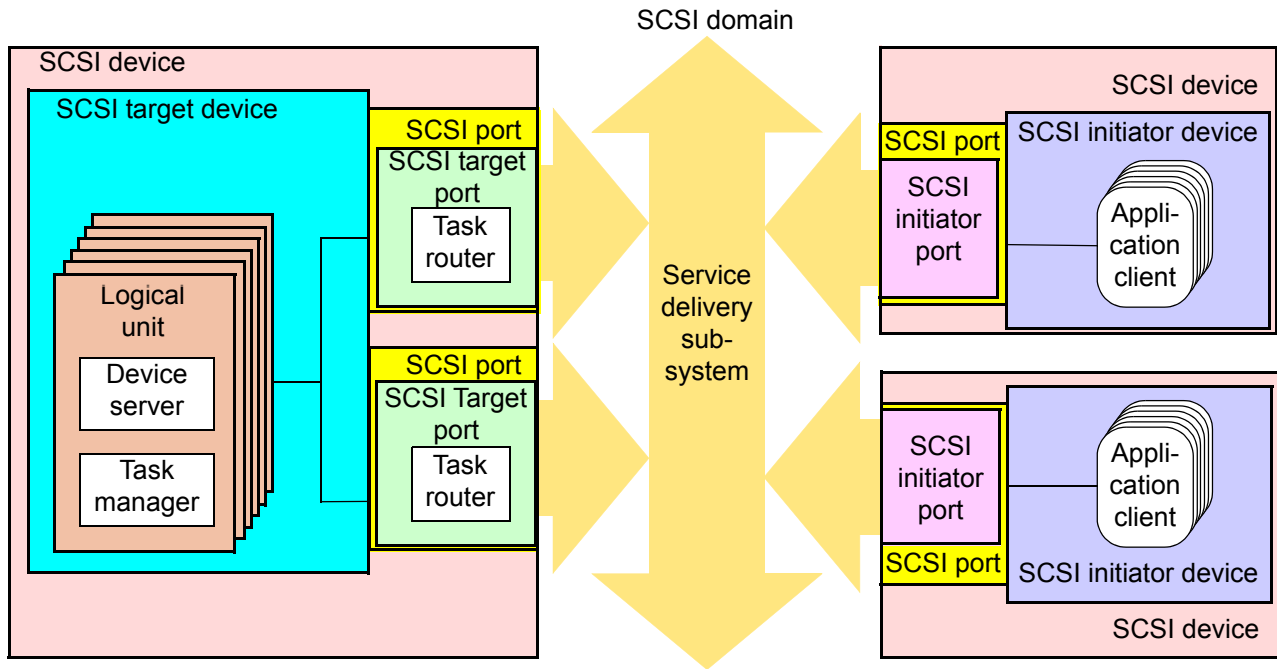 SCSI domain
SCSI device
SCSI target device
SCSI port
SCSI target
port
Task
router
Logical
unit
Device
server
Task
manager
SCSI port
SCSI Target
port
Task
router
Service
delivery
sub-
system
SCSI device
SCSI initiator device
SCSI port
SCSI
initiator
port
Appli-
cation
client
SCSI
initiator
port
SCSI port
Appli-
cation
client
SCSI initiator device
SCSI device